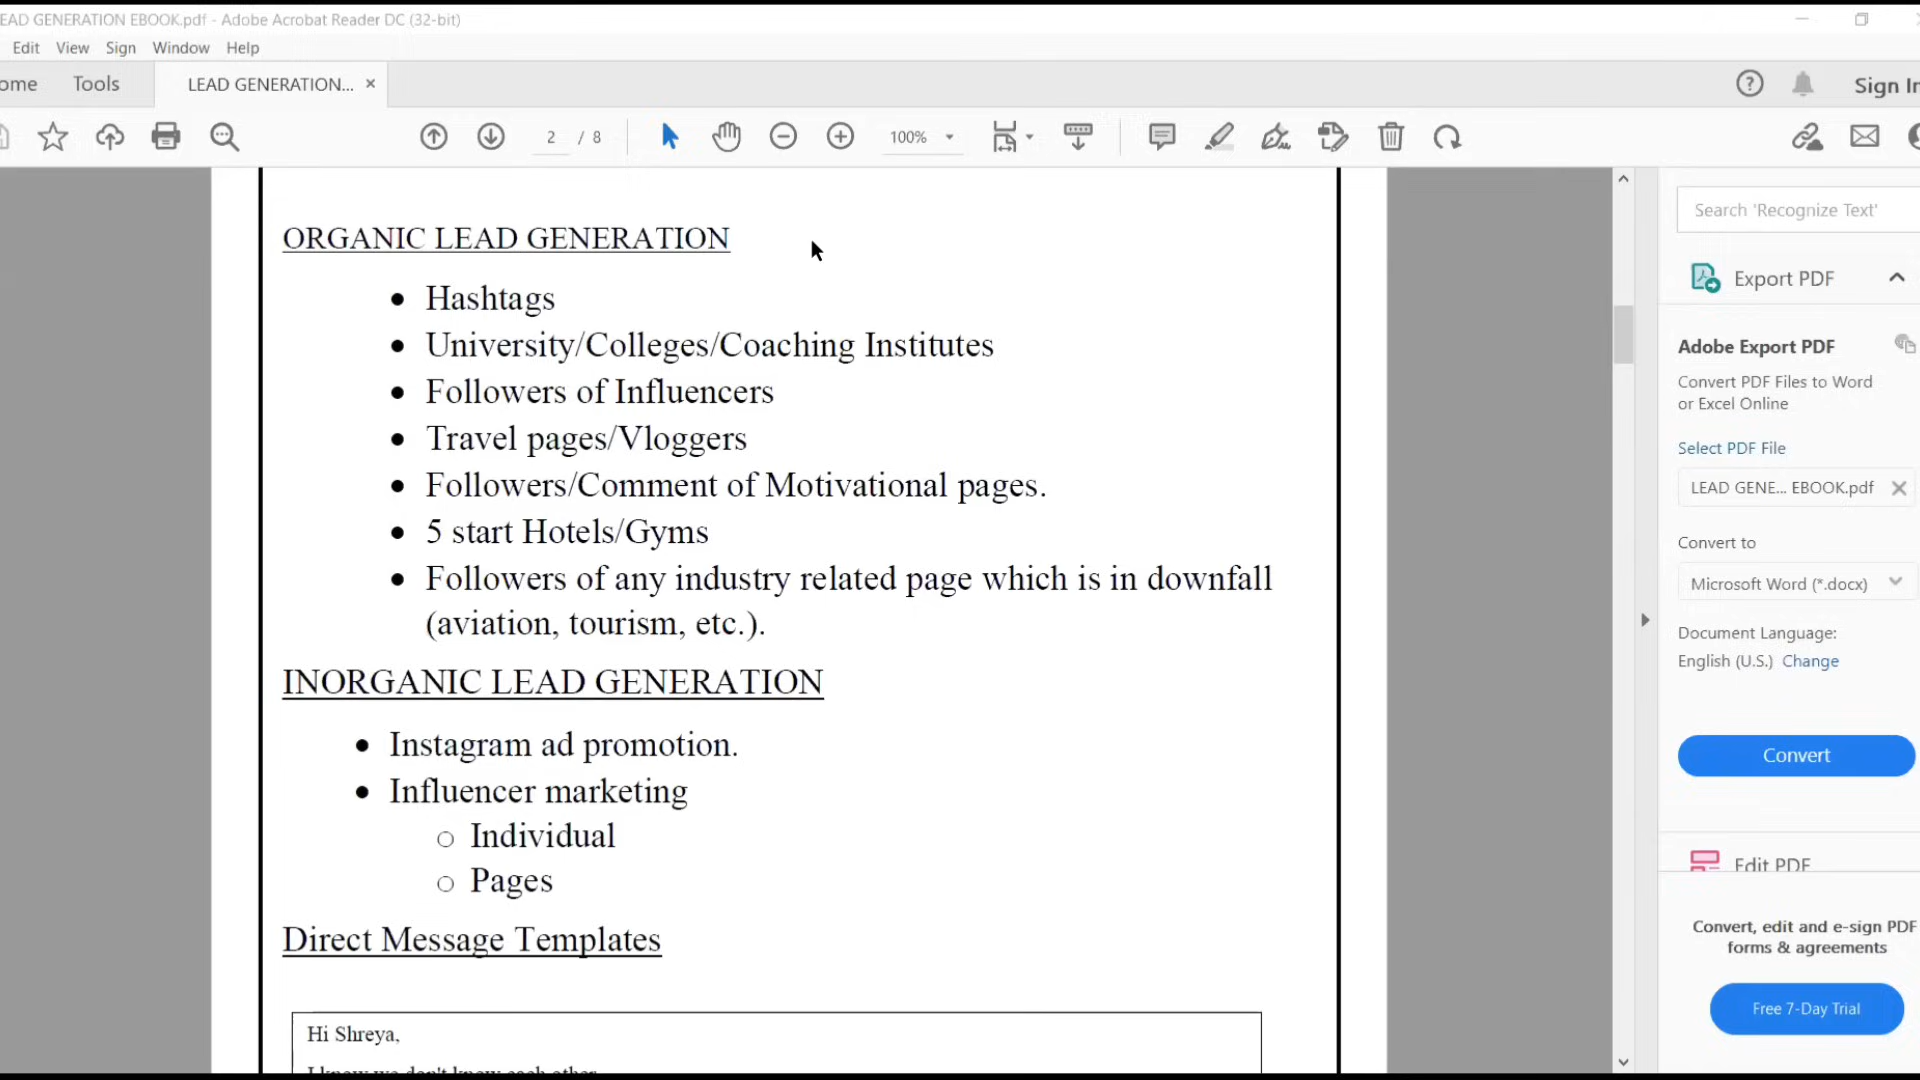 EAD GENERATION EBOOK.pdf - Adobe Acrobat Reader DC (32-bit)
Edit View Sign Window Help
ome Tools LEAD GENERATION... ×
Sign In
2 / 8 100%
ORGANIC LEAD GENERATION
• Hashtags
• University/Colleges/Coaching Institutes
• Followers of Influencers
• Travel pages/Vloggers
• Followers/Comment of Motivational pages.
• 5 start Hotels/Gyms
• Followers of any industry related page which is in downfall
(aviation, tourism, etc.).
INORGANIC LEAD GENERATION
• Instagram ad promotion.
• Influencer marketing
○ Individual
○ Pages
Direct Message Templates
Hi Shreya,
I know we don't know each other
Search 'Recognize Text'
Export PDF
Adobe Export PDF
Convert PDF Files to Word
or Excel Online
Select PDF File
LEAD GENE... EBOOK.pdf
Convert to
Microsoft Word (*.docx)
Document Language:
English (U.S.) Change
Convert
Edit PDF
Convert, edit and e-sign PDF
forms & agreements
Free 7-Day Trial